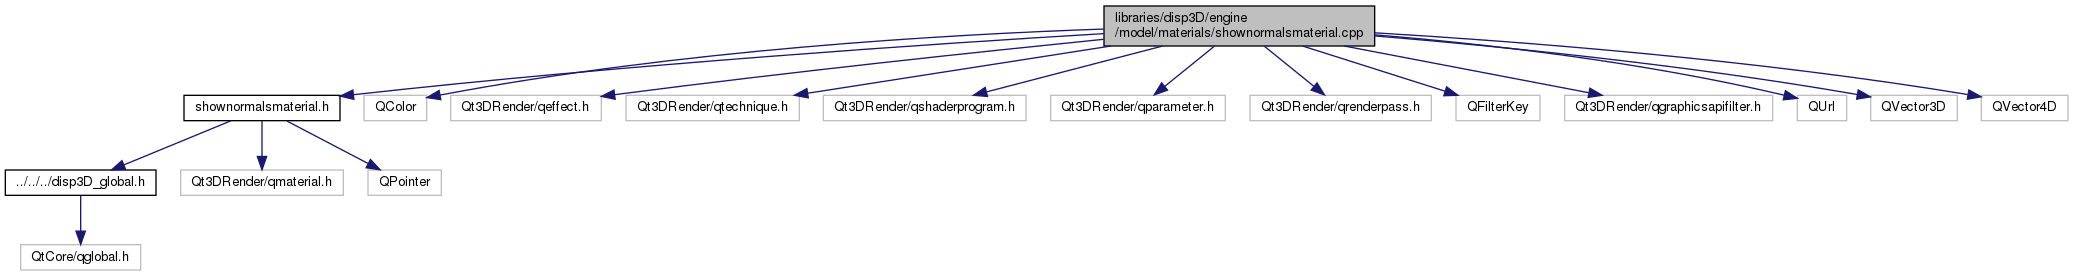 libraries/disp3D/engine
/model/materials/shownormalsmaterial.cpp
shownormalsmaterial.h
QColor
Qt3DRender/qeffect.h
Qt3DRender/qtechnique.h
Qt3DRender/qshaderprogram.h
Qt3DRender/qparameter.h
Qt3DRender/qrenderpass.h
QFilterKey
Qt3DRender/qgraphicsapifilter.h
QUrl
QVector3D
QVector4D
../../../disp3D_global.h
Qt3DRender/qmaterial.h
QPointer
QtCore/qglobal.h